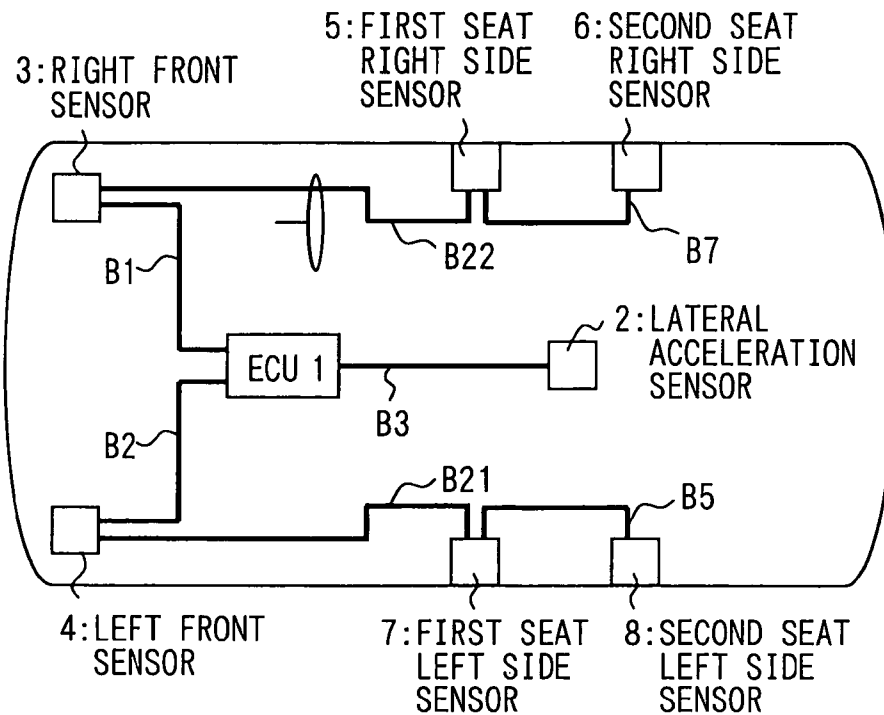 5:FIRST SEAT
RIGHT SIDE
SENSOR
6:SECOND SEAT
RIGHT SIDE
SENSOR
3:RIGHT FRONT
SENSOR
B22
B7
B1
2:LATERAL
ACCELERATION
SENSOR
ECU 1
B3
B2
B21
B5
4:LEFT FRONT
SENSOR
7:FIRST SEAT
LEFT SIDE
SENSOR
8:SECOND SEAT
LEFT SIDE
SENSOR